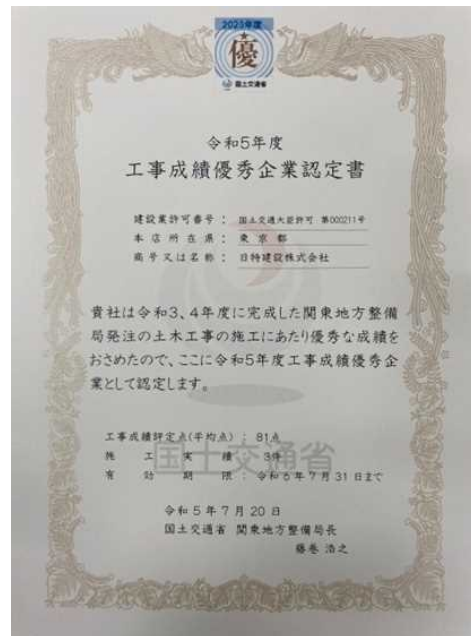 2023年度
優
国土交通省
令和5年度
工事成績優秀企業認定書
建設業許可番号： 国土交通大臣許可 第000211号
本店所在県： 東京都
商号又は名称： 日特建設株式会社
貴社は令和3、4年度に完成した関東地方整備
局発注の土木工事の施工にあたり優秀な成績を
おさめたので、ここに令和5年度工事成績優秀企
業として認定します。
工事成績評定点(平均点)： 81点
施工実績： 3件
有効期限： 令和6年7月31日まで
国土交通省
令和5年7月20日
国土交通省 関東地方整備局長
藤巻 浩之